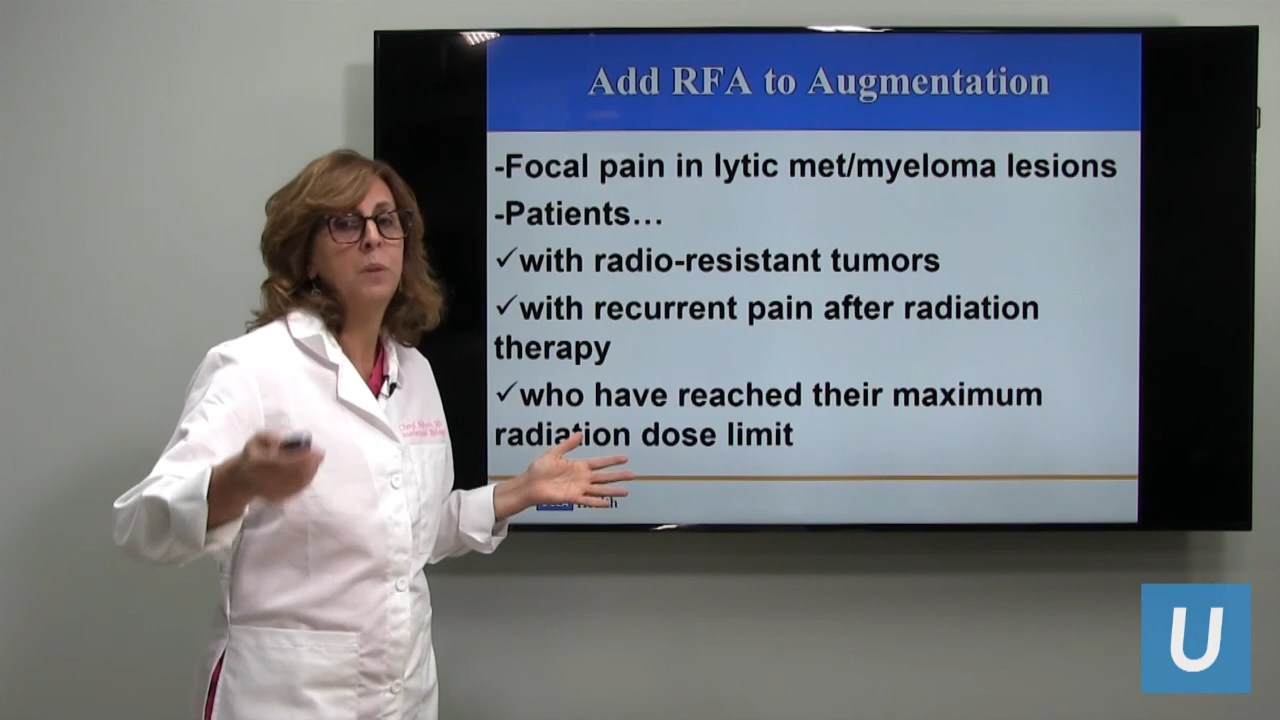 Add RFA to Augmentation
-Focal pain in lytic met/myeloma lesions
-Patients…
✓with radio-resistant tumors
✓with recurrent pain after radiation
therapy
✓who have reached their maximum
radiation dose limit
Health
U